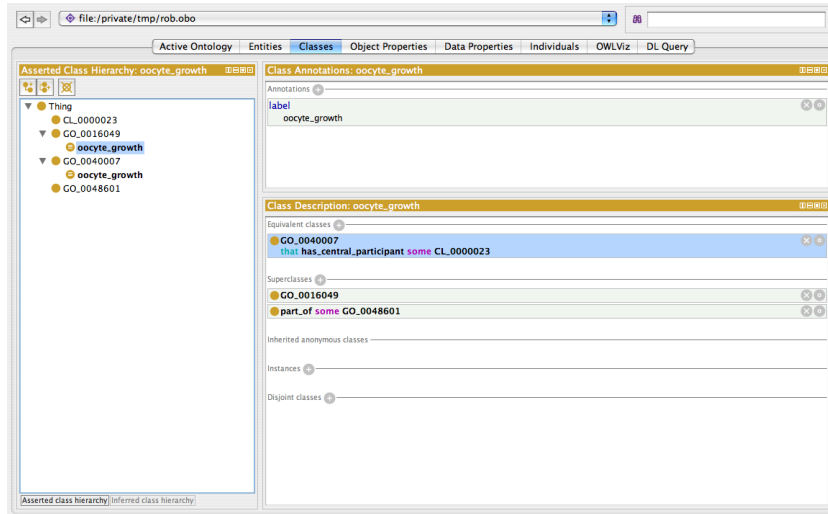 file:/private/tmp/rob.obo
Active Ontology Entities Classes Object Properties Data Properties Individuals OWLViz DL Query
Asserted Class Hierarchy: oocyte_growth
Thing
CL_0000023
GO_0016049
oocyte_growth
GO_0040007
oocyte_growth
GO_0048601
Asserted class hierarchy Inferred class hierarchy
Class Annotations: oocyte_growth
Annotations
label
oocyte_growth
Class Description: oocyte_growth
Equivalent classes
GO_0040007
that has_central_participant some CL_0000023
Superclasses
GO_0016049
part_of some GO_0048601
Inherited anonymous classes
Instances
Disjoint classes